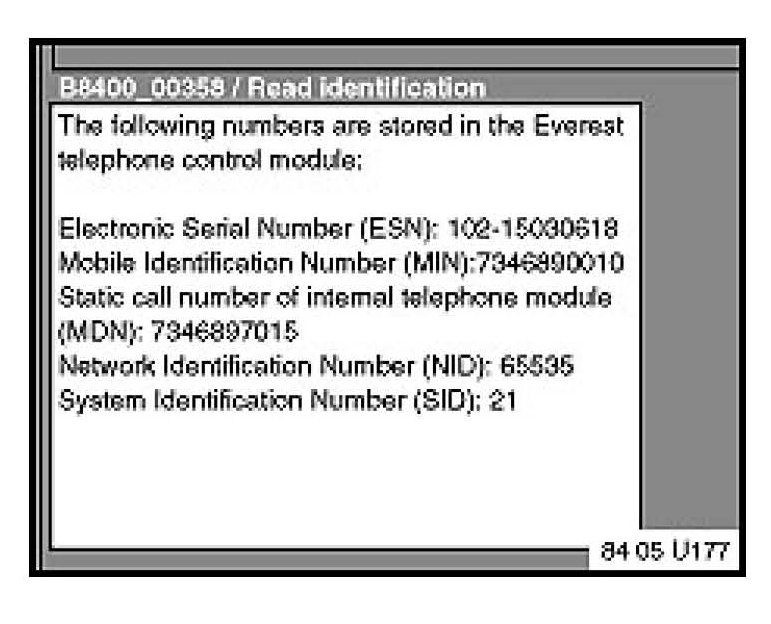 B8400_00358 / Read identification
The following numbers are stored in the Everest
telephone control module:
Electronic Serial Number (ESN): 102-15030618
Mobile Identification Number (MIN):7346890010
Static call number of internal telephone module
(MDN): 7346897015
Network Identification Number (NID): 65535
System Identification Number (SID): 21
84 05 U177